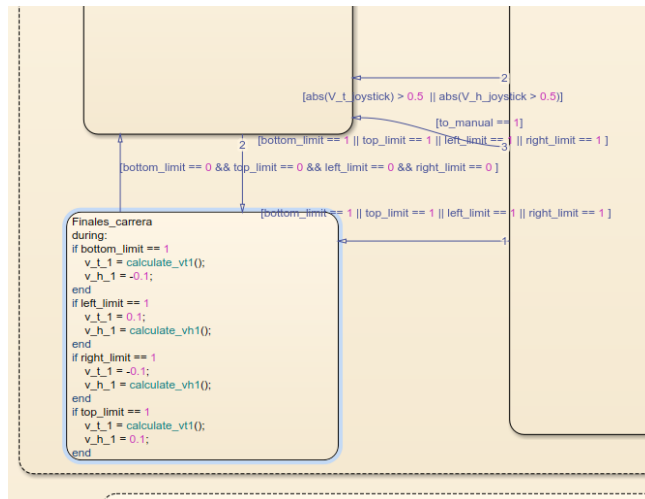 2
[abs(V_t_joystick) > 0.5 || abs(V_h_joystick > 0.5)]
[to_manual == 1]
2
[bottom_limit == 1 || top_limit == 1 || left_limit == 1 || right_limit == 1 ]
3
[bottom_limit == 0 && top_limit == 0 && left_limit == 0 && right_limit == 0 ]
[bottom_limit == 1 || top_limit == 1 || left_limit == 1 || right_limit == 1 ]
1
Finales_carrera
during:
if bottom_limit == 1
v_t_1 = calculate_vt1();
v_h_1 = -0.1;
end
if left_limit == 1
v_t_1 = 0.1;
v_h_1 = calculate_vh1();
end
if right_limit == 1
v_t_1 = -0.1;
v_h_1 = calculate_vh1();
end
if top_limit == 1
v_t_1 = calculate_vt1();
v_h_1 = 0.1;
end